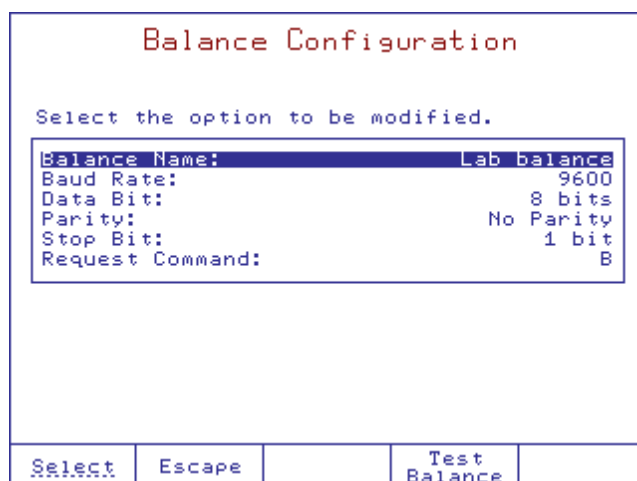 Balance Configuration
Select the option to be modified.
Balance Name: Lab balance
Baud Rate: 9600
Data Bit: 8 bits
Parity: No Parity
Stop Bit: 1 bit
Request Command: B
Select Escape Test Balance